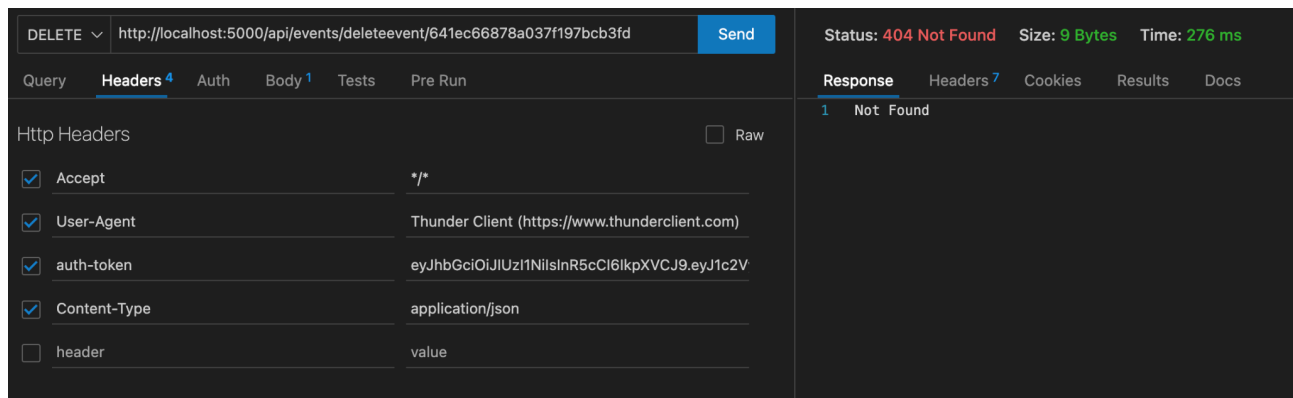 DELETE http://localhost:5000/api/events/deleteevent/641ec66878a037f197bcb3fd Send
Query Headers 4 Auth Body 1 Tests Pre Run
Http Headers Raw
Accept */*
User-Agent Thunder Client (https://www.thunderclient.com)
auth-token eyJhbGciOiJIUzI1NiIsInR5cCI6IkpXVCJ9.eyJ1c2V
Content-Type application/json
header value
Status: 404 Not Found Size: 9 Bytes Time: 276 ms
Response Headers 7 Cookies Results Docs
1 Not Found